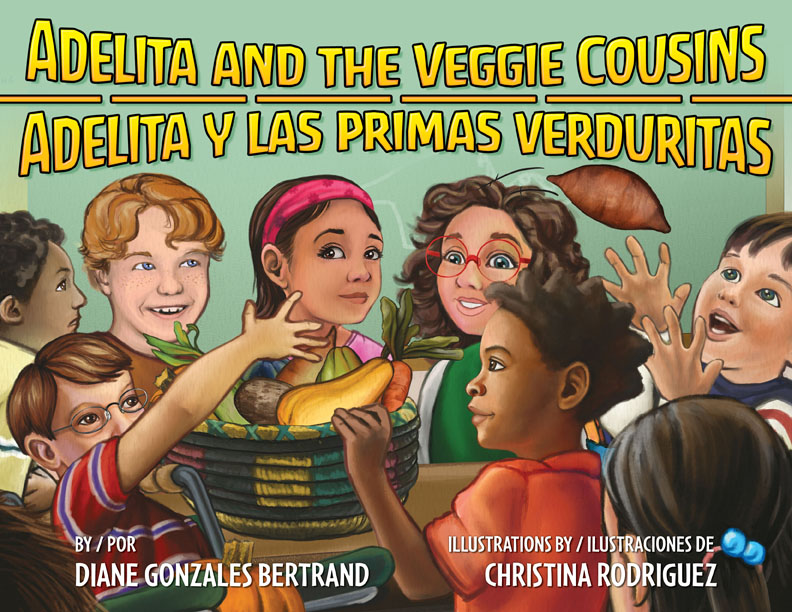 ADELITA AND THE VEGGIE COUSINS
ADELITA Y LAS PRIMAS VERDURITAS
BY / POR
DIANE GONZALES BERTRAND
ILLUSTRATIONS BY / ILUSTRACIONES DE
CHRISTINA RODRIGUEZ